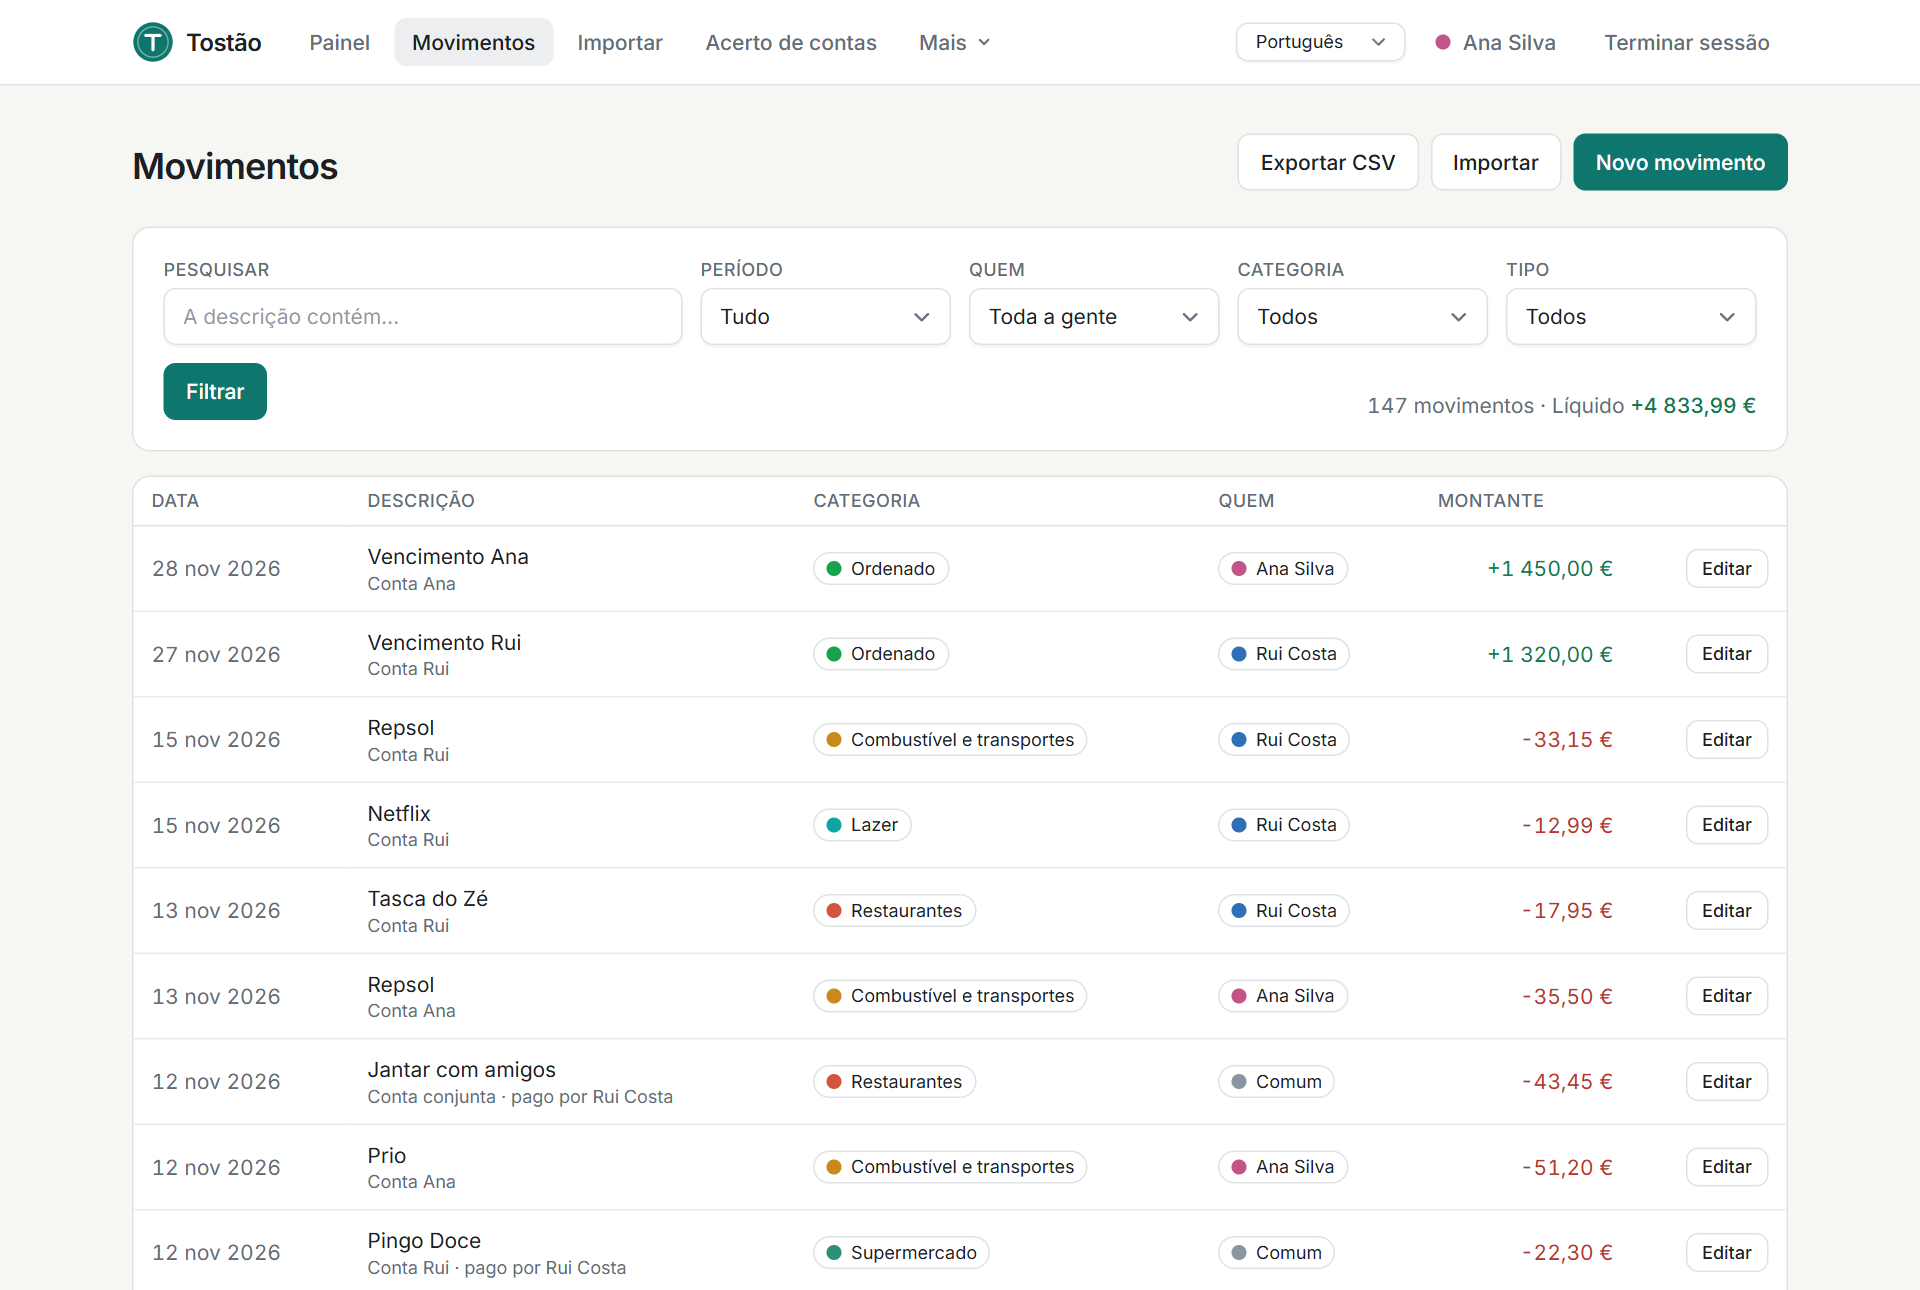 Tostão
Painel
Movimentos
Importar
Acerto de contas
Mais
Português
Ana Silva
Terminar sessão
Movimentos
Exportar CSV
Importar
Novo movimento
PESQUISAR
PERÍODO
QUEM
CATEGORIA
TIPO
A descrição contém...
Tudo
Toda a gente
Todos
Todos
Filtrar
147 movimentos · Líquido +4 833,99 €
DATA DESCRIÇÃO CATEGORIA QUEM MONTANTE
28 nov 2026 Vencimento Ana Ordenado Ana Silva +1 450,00 € Editar
Conta Ana
27 nov 2026 Vencimento Rui Ordenado Rui Costa +1 320,00 € Editar
Conta Rui
15 nov 2026 Repsol Combustível e transportes Rui Costa -33,15 € Editar
Conta Rui
15 nov 2026 Netflix Lazer Rui Costa -12,99 € Editar
Conta Rui
13 nov 2026 Tasca do Zé Restaurantes Rui Costa -17,95 € Editar
Conta Rui
13 nov 2026 Repsol Combustível e transportes Ana Silva -35,50 € Editar
Conta Ana
12 nov 2026 Jantar com amigos Restaurantes Comum -43,45 € Editar
Conta conjunta · pago por Rui Costa
12 nov 2026 Prio Combustível e transportes Ana Silva -51,20 € Editar
Conta Ana
12 nov 2026 Pingo Doce Supermercado Comum -22,30 € Editar
Conta Rui · pago por Rui Costa